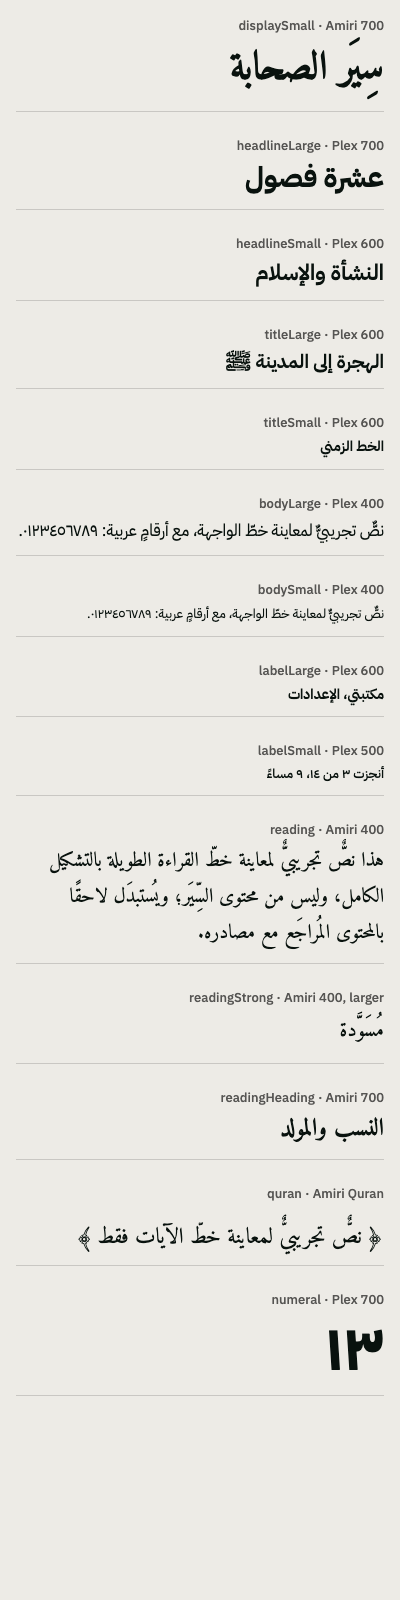 displaySmall · Amiri 700
سِيَر الصحابة
headlineLarge · Plex 700
عشرة فصول
headlineSmall · Plex 600
النشأة والإسلام
titleLarge · Plex 600
الهجرة إلى المدينة ﷺ
titleSmall · Plex 600
الخط الزمني
bodyLarge · Plex 400
نصٌّ تجريبيٌّ لمعاينة خطّ الواجهة، مع أرقامٍ عربية: ٠١٢٣٤٥٦٧٨٩.
bodySmall · Plex 400
نصٌّ تجريبيٌّ لمعاينة خطّ الواجهة، مع أرقامٍ عربية: ٠١٢٣٤٥٦٧٨٩.
labelLarge · Plex 600
مكتبتي، الإعدادات
labelSmall · Plex 500
أنجزت ٣ من ١٤، ٩ مساءً
reading · Amiri 400
هذا نصٌّ تجريبيٌّ لمعاينة خطّ القراءة الطويلة بالتشكيل
الكامل، وليس من محتوى السِّيَر؛ ويُستبدَل لاحقًا
بالمحتوى المُراجَع مع مصادره.
readingStrong · Amiri 400, larger
مُسَوَّدة
readingHeading · Amiri 700
النسب والمولد
quran · Amiri Quran
﴿ نصٌّ تجريبيٌّ لمعاينة خطّ الآيات فقط ﴾
numeral · Plex 700
١٣